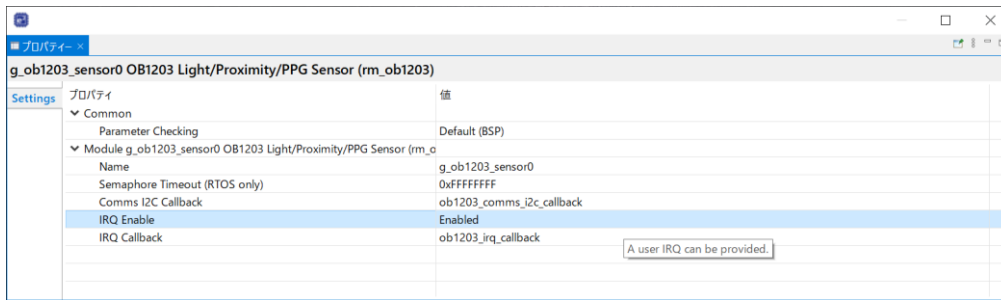 プロパティー ×
g_ob1203_sensor0 OB1203 Light/Proximity/PPG Sensor (rm_ob1203)
Settings
プロパティ 値
Common
Parameter Checking Default (BSP)
Module g_ob1203_sensor0 OB1203 Light/Proximity/PPG Sensor (rm_o
Name g_ob1203_sensor0
Semaphore Timeout (RTOS only) 0xFFFFFFFF
Comms I2C Callback ob1203_comms_i2c_callback
IRQ Enable Enabled
IRQ Callback ob1203_irq_callback
A user IRQ can be provided.